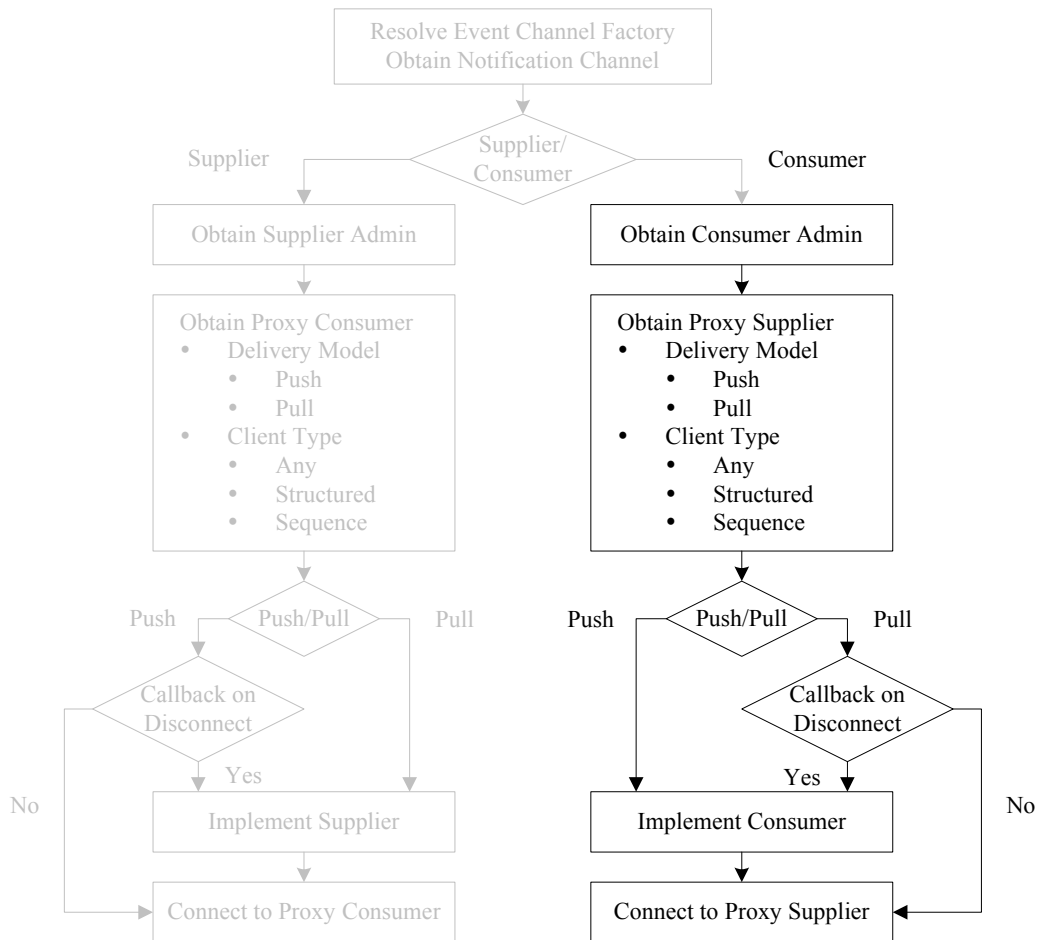 Resolve Event Channel Factory
Obtain Notification Channel
Supplier
Supplier/
Consumer
Consumer
Obtain Supplier Admin
Obtain Consumer Admin
Obtain Proxy Consumer
• Delivery Model
• Push
• Pull
• Client Type
• Any
• Structured
• Sequence
Obtain Proxy Supplier
• Delivery Model
• Push
• Pull
• Client Type
• Any
• Structured
• Sequence
Push
Push/Pull
Pull
Push
Push/Pull
Pull
Callback on
Disconnect
Callback on
Disconnect
Yes
No
Yes
No
Implement Supplier
Implement Consumer
Connect to Proxy Consumer
Connect to Proxy Supplier